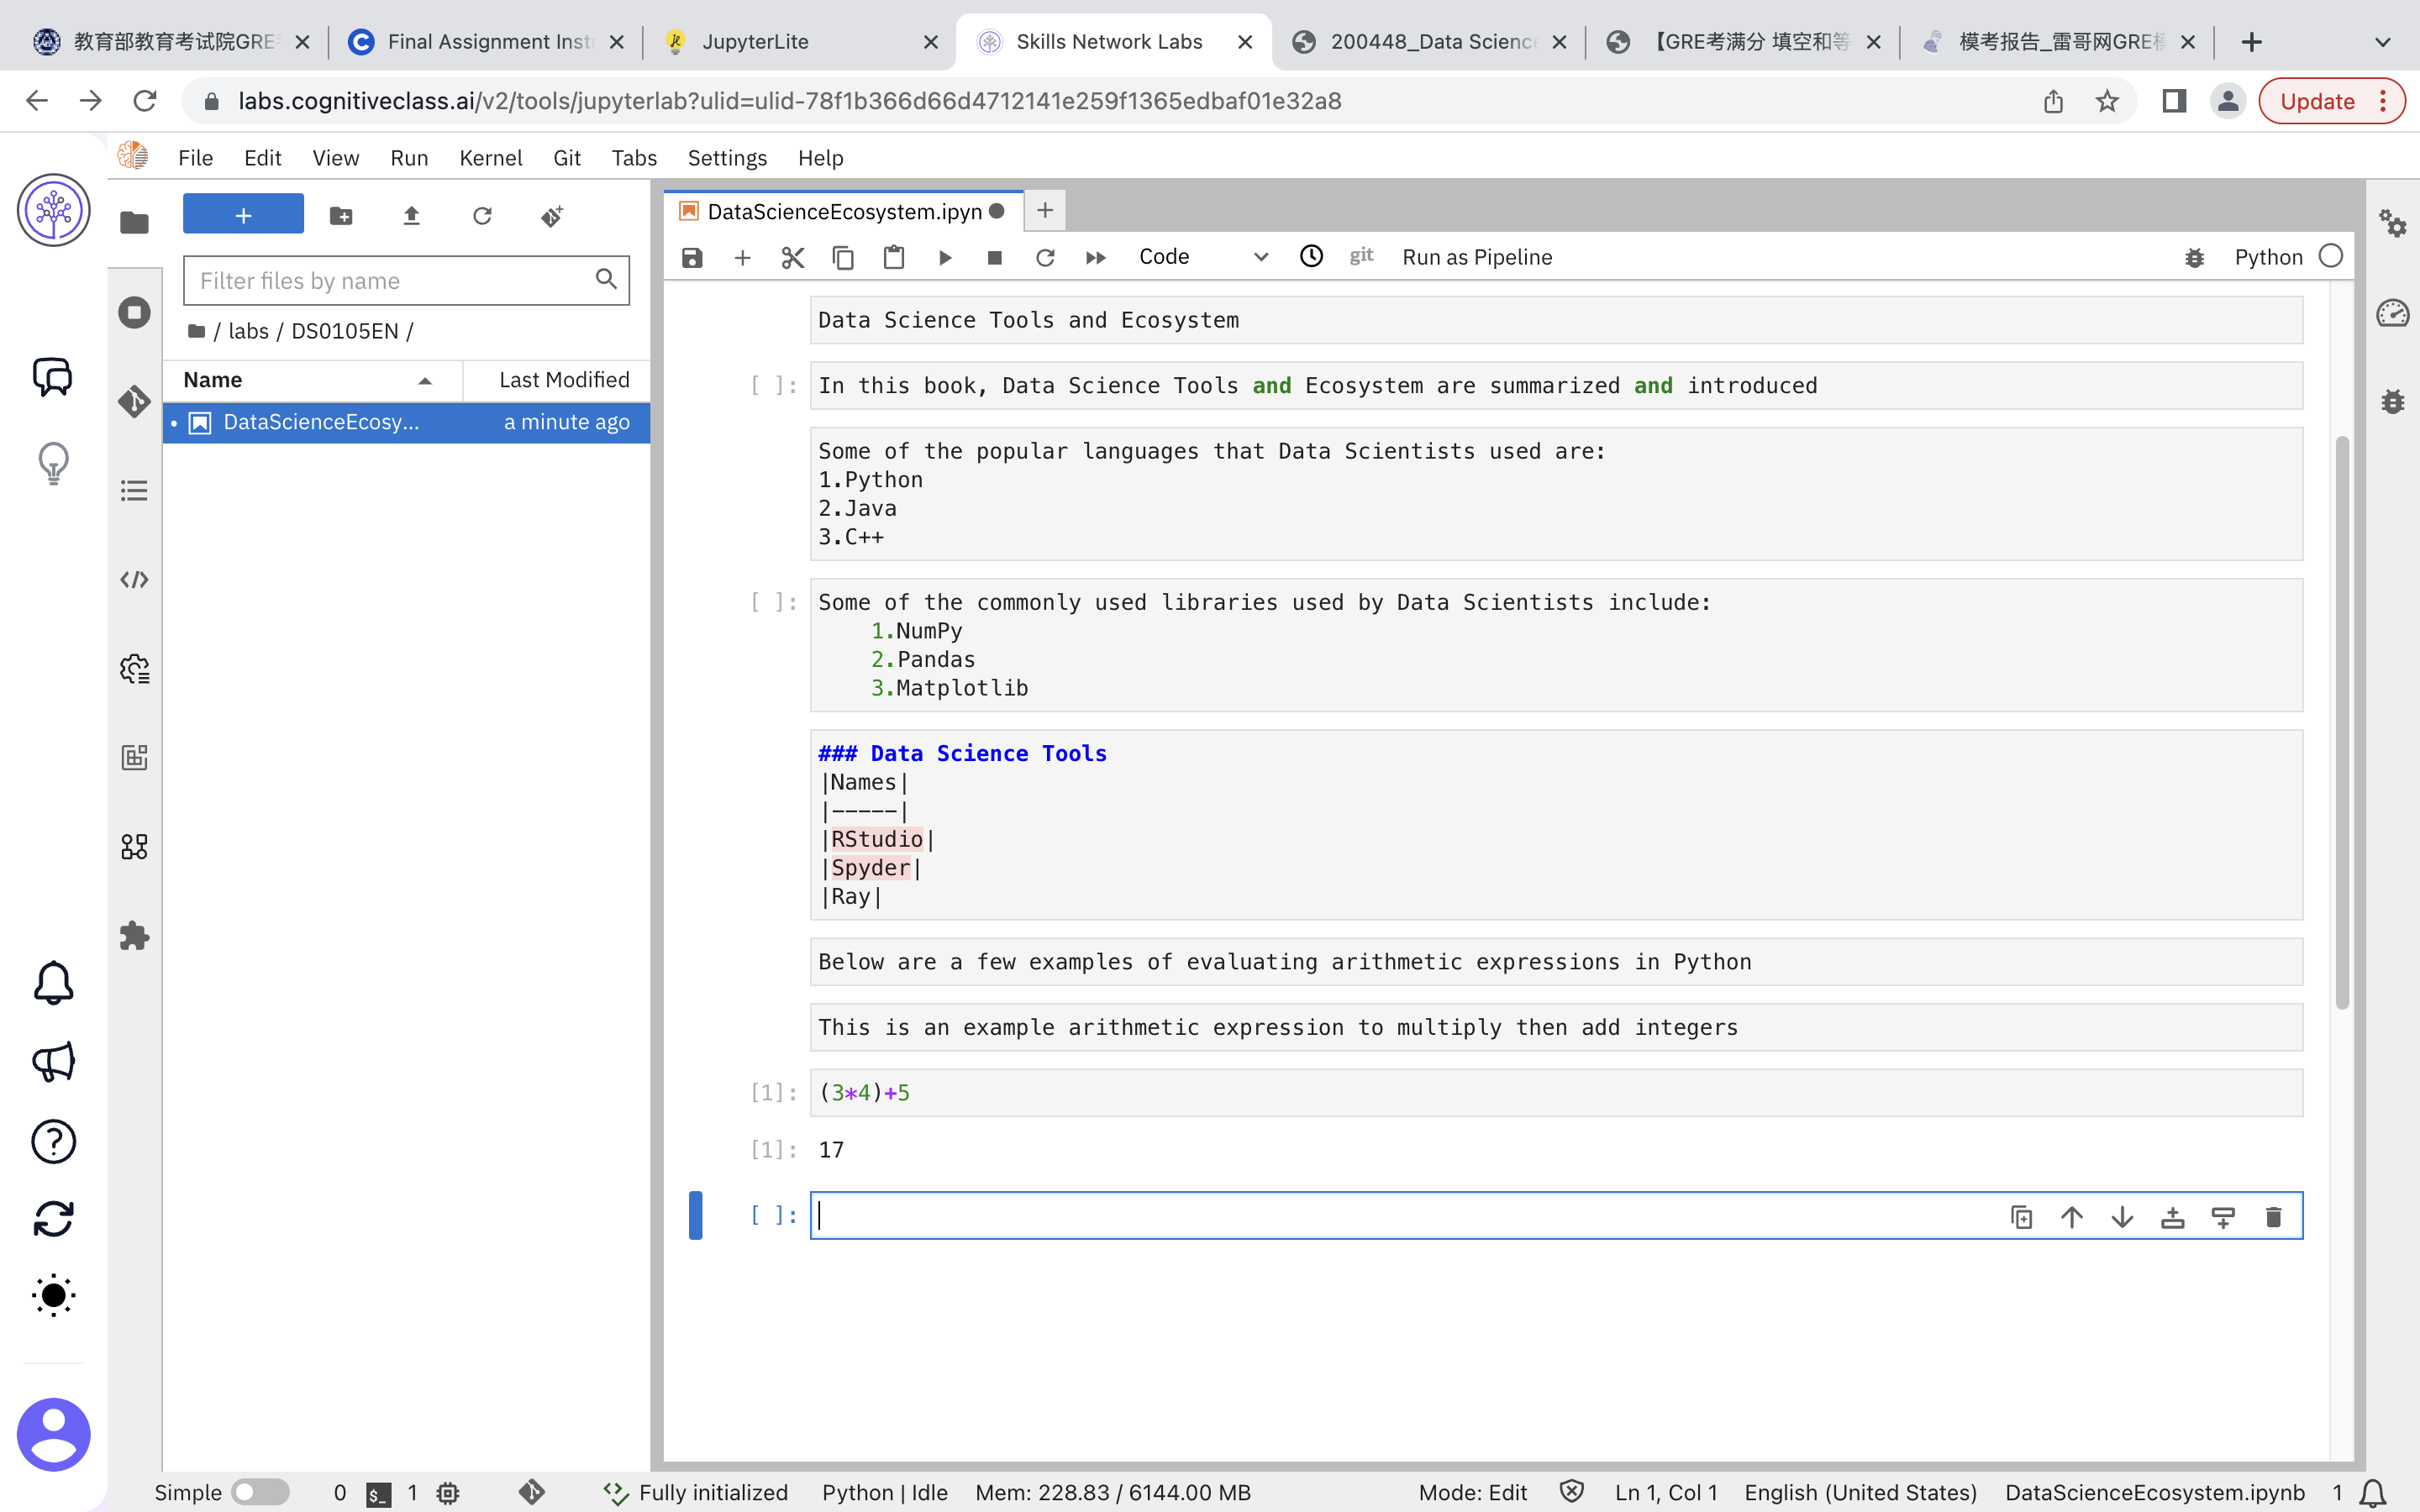 教育部教育考试院GRE
Final Assignment Inst
JupyterLite
Skills Network Labs
200448_Data Science
【GRE考满分 填空和等
模考报告_雷哥网GRE模
labs.cognitiveclass.ai/v2/tools/jupyterlab?ulid=ulid-78f1b366d66d4712141e259f1365edbaf01e32a8
Update
File Edit View Run Kernel Git Tabs Settings Help
Filter files by name
/ labs / DS0105EN /
Name Last Modified
DataScienceEcosy... a minute ago
DataScienceEcosystem.ipyn
Code
git
Run as Pipeline
Python
Data Science Tools and Ecosystem
[ ]: In this book, Data Science Tools and Ecosystem are summarized and introduced
Some of the popular languages that Data Scientists used are:
1.Python
2.Java
3.C++
[ ]: Some of the commonly used libraries used by Data Scientists include:
1.NumPy
2.Pandas
3.Matplotlib
### Data Science Tools
|Names|
|-----|
|RStudio|
|Spyder|
|Ray|
Below are a few examples of evaluating arithmetic expressions in Python
This is an example arithmetic expression to multiply then add integers
[1]: (3*4)+5
[1]: 17
[ ]:
Simple 0 $_ 1 Fully initialized Python | Idle Mem: 228.83 / 6144.00 MB Mode: Edit Ln 1, Col 1 English (United States) DataScienceEcosystem.ipynb 1